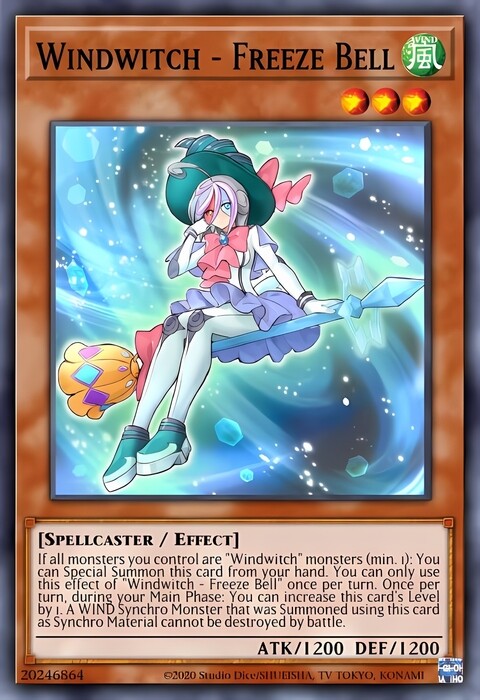 Windwitch - Freeze Bell
WIND
風
[Spellcaster / Effect]
If all monsters you control are "Windwitch" monsters (min. 1): You
can Special Summon this card from your hand. You can only use
this effect of "Windwitch - Freeze Bell" once per turn. Once per
turn, during your Main Phase: You can increase this card's Level
by 1. A WIND Synchro Monster that was Summoned using this card
as Synchro Material cannot be destroyed by battle.
ATK/1200 DEF/1200
20246864
©2020 Studio Dice/SHUEISHA, TV TOKYO, KONAMI